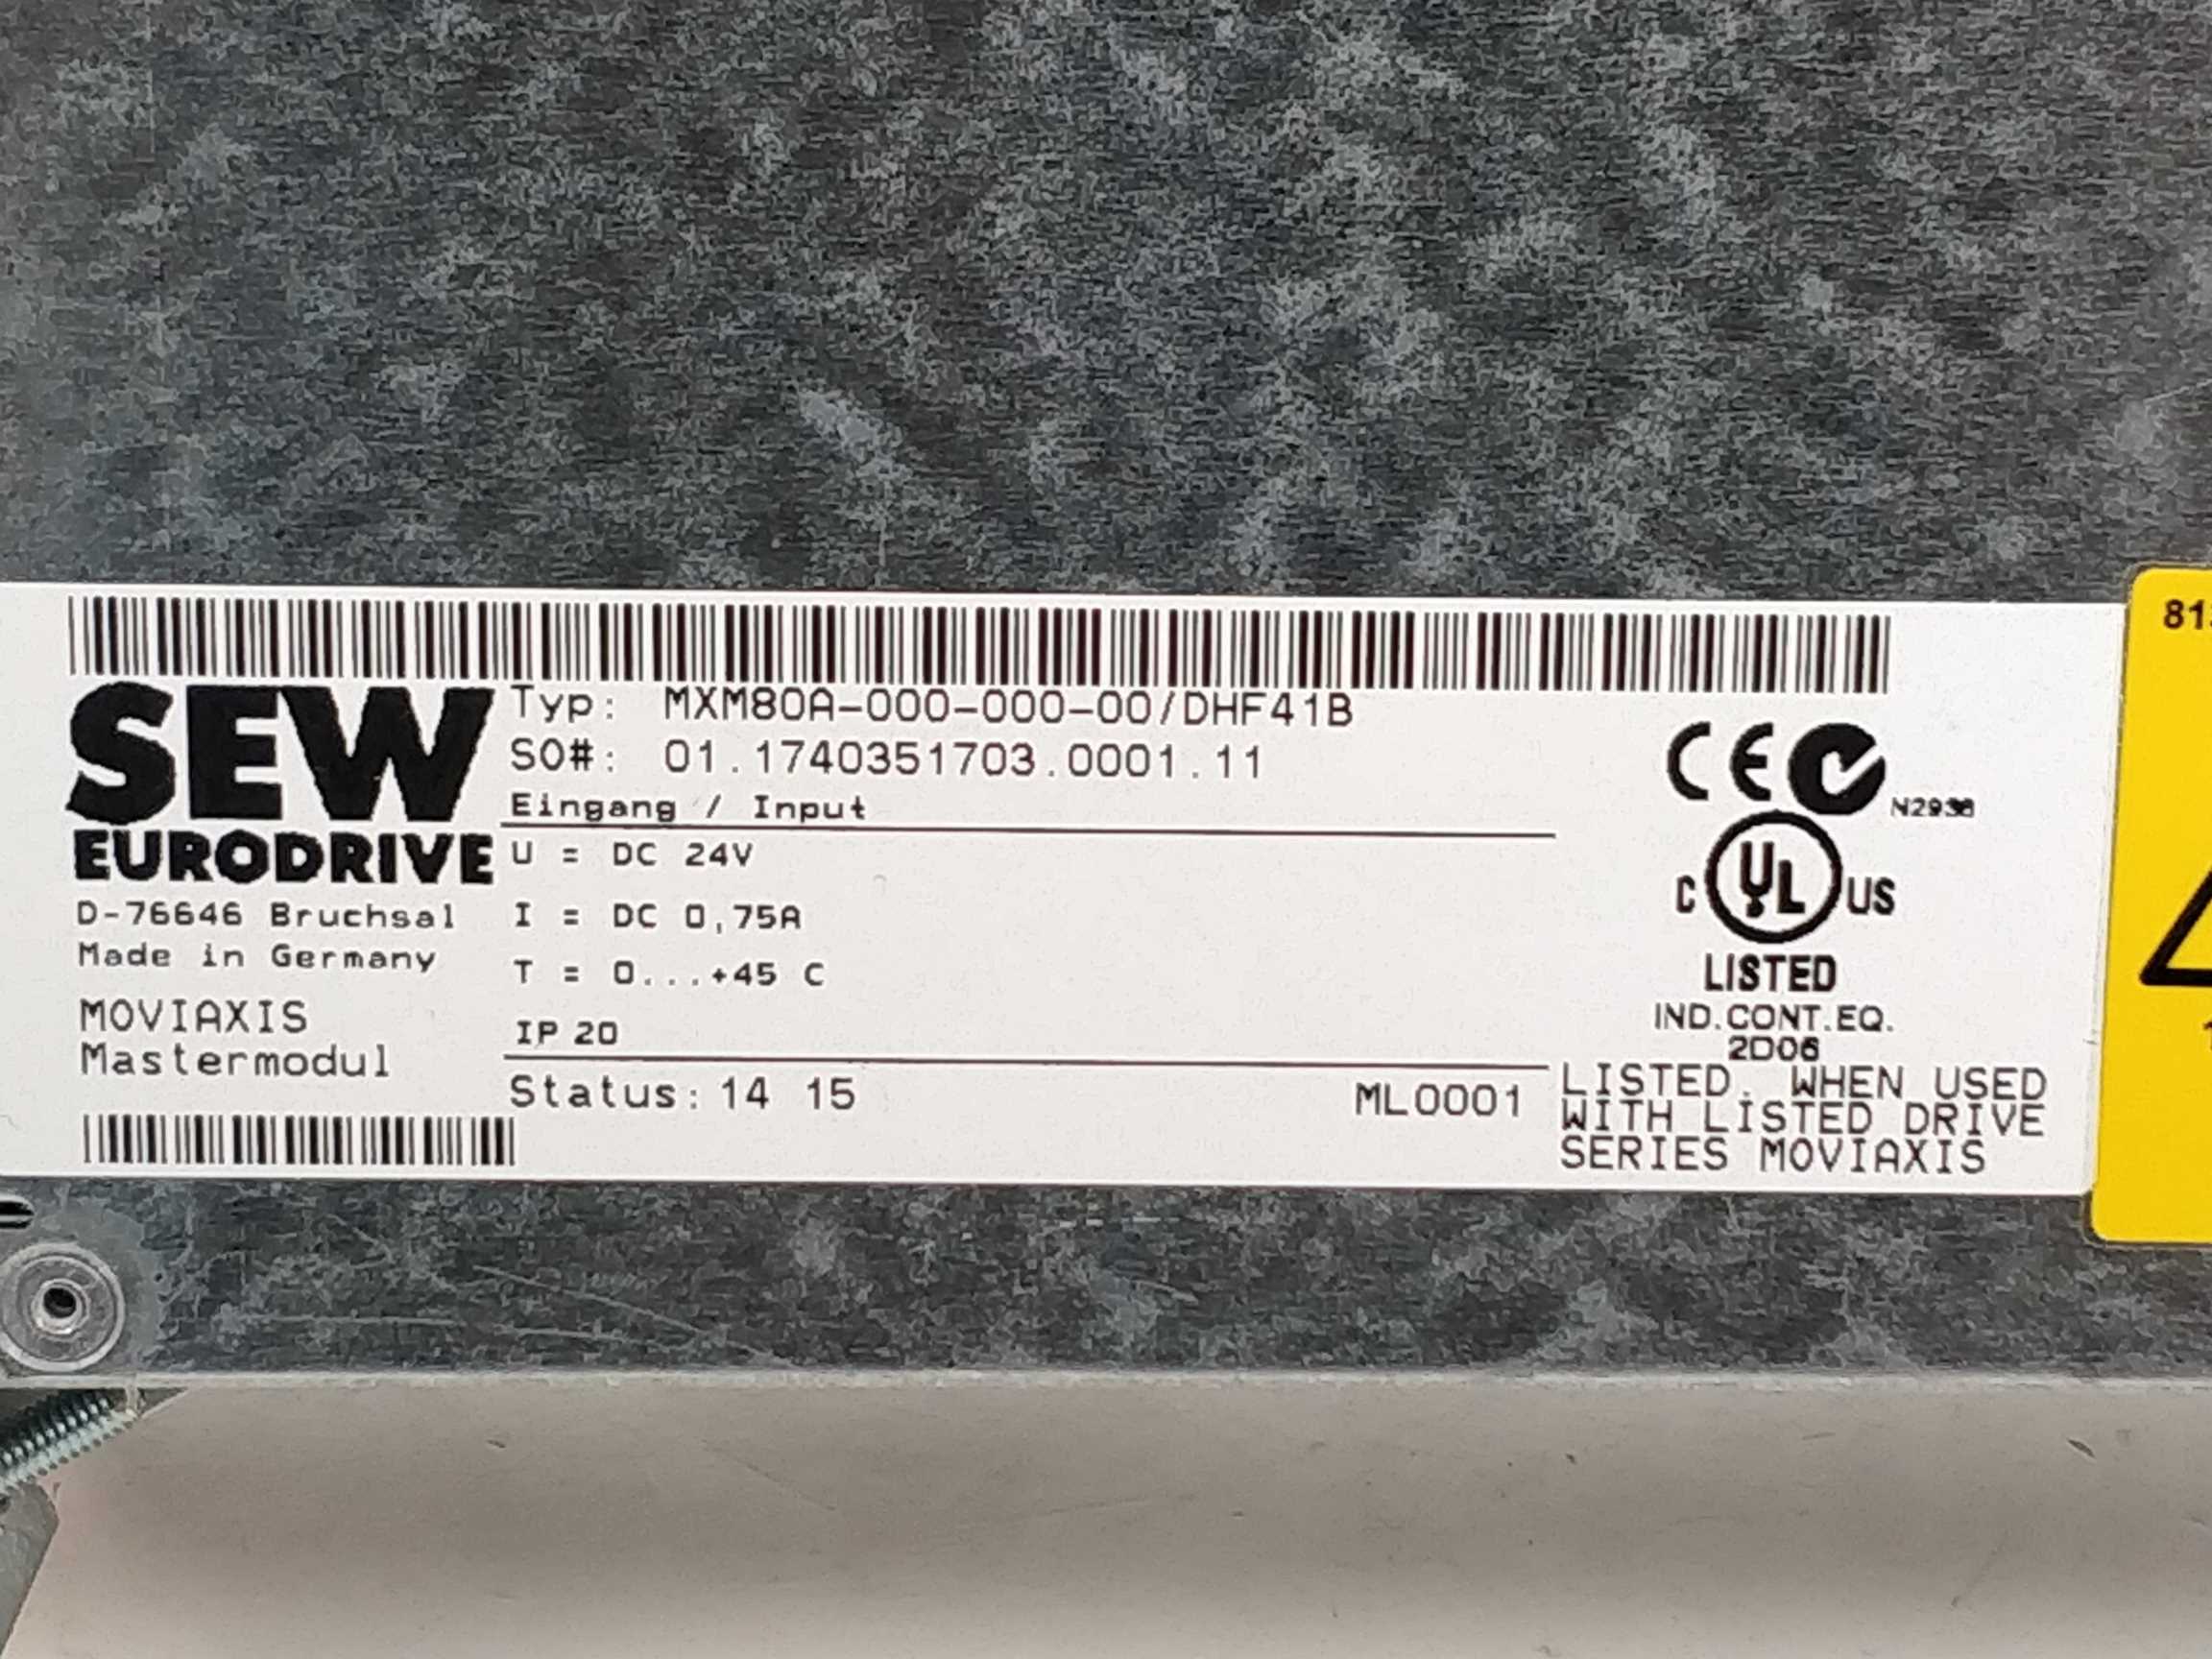 Typ: MXM80A-000-000-00/DHF41B
SO#: 01.1740351703.0001.11
Eingang / Input
U = DC 24V
I = DC 0,75A
T = 0...+45 C
IP 20
Status: 14 15
ML0001
SEW
EURODRIVE
D-76646 Bruchsal
Made in Germany
MOVIAXIS
Mastermodul
CE
N2936
C UL US
LISTED
IND.CONT.EQ.
2D06
LISTED. WHEN USED
WITH LISTED DRIVE
SERIES MOVIAXIS